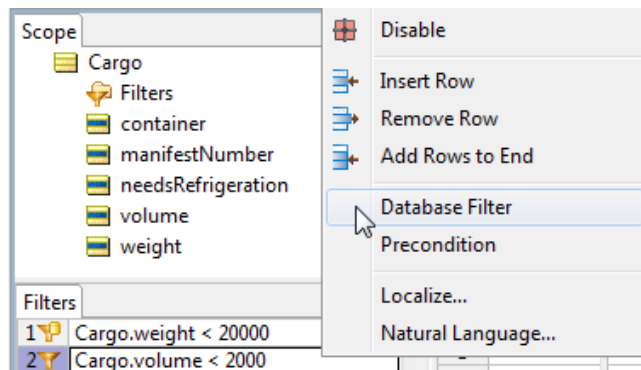 Scope
Cargo
Filters
container
manifestNumber
needsRefrigeration
volume
weight
Filters
1 Cargo.weight < 20000
2 Cargo.volume < 2000
Disable
Insert Row
Remove Row
Add Rows to End
Database Filter
Precondition
Localize...
Natural Language...